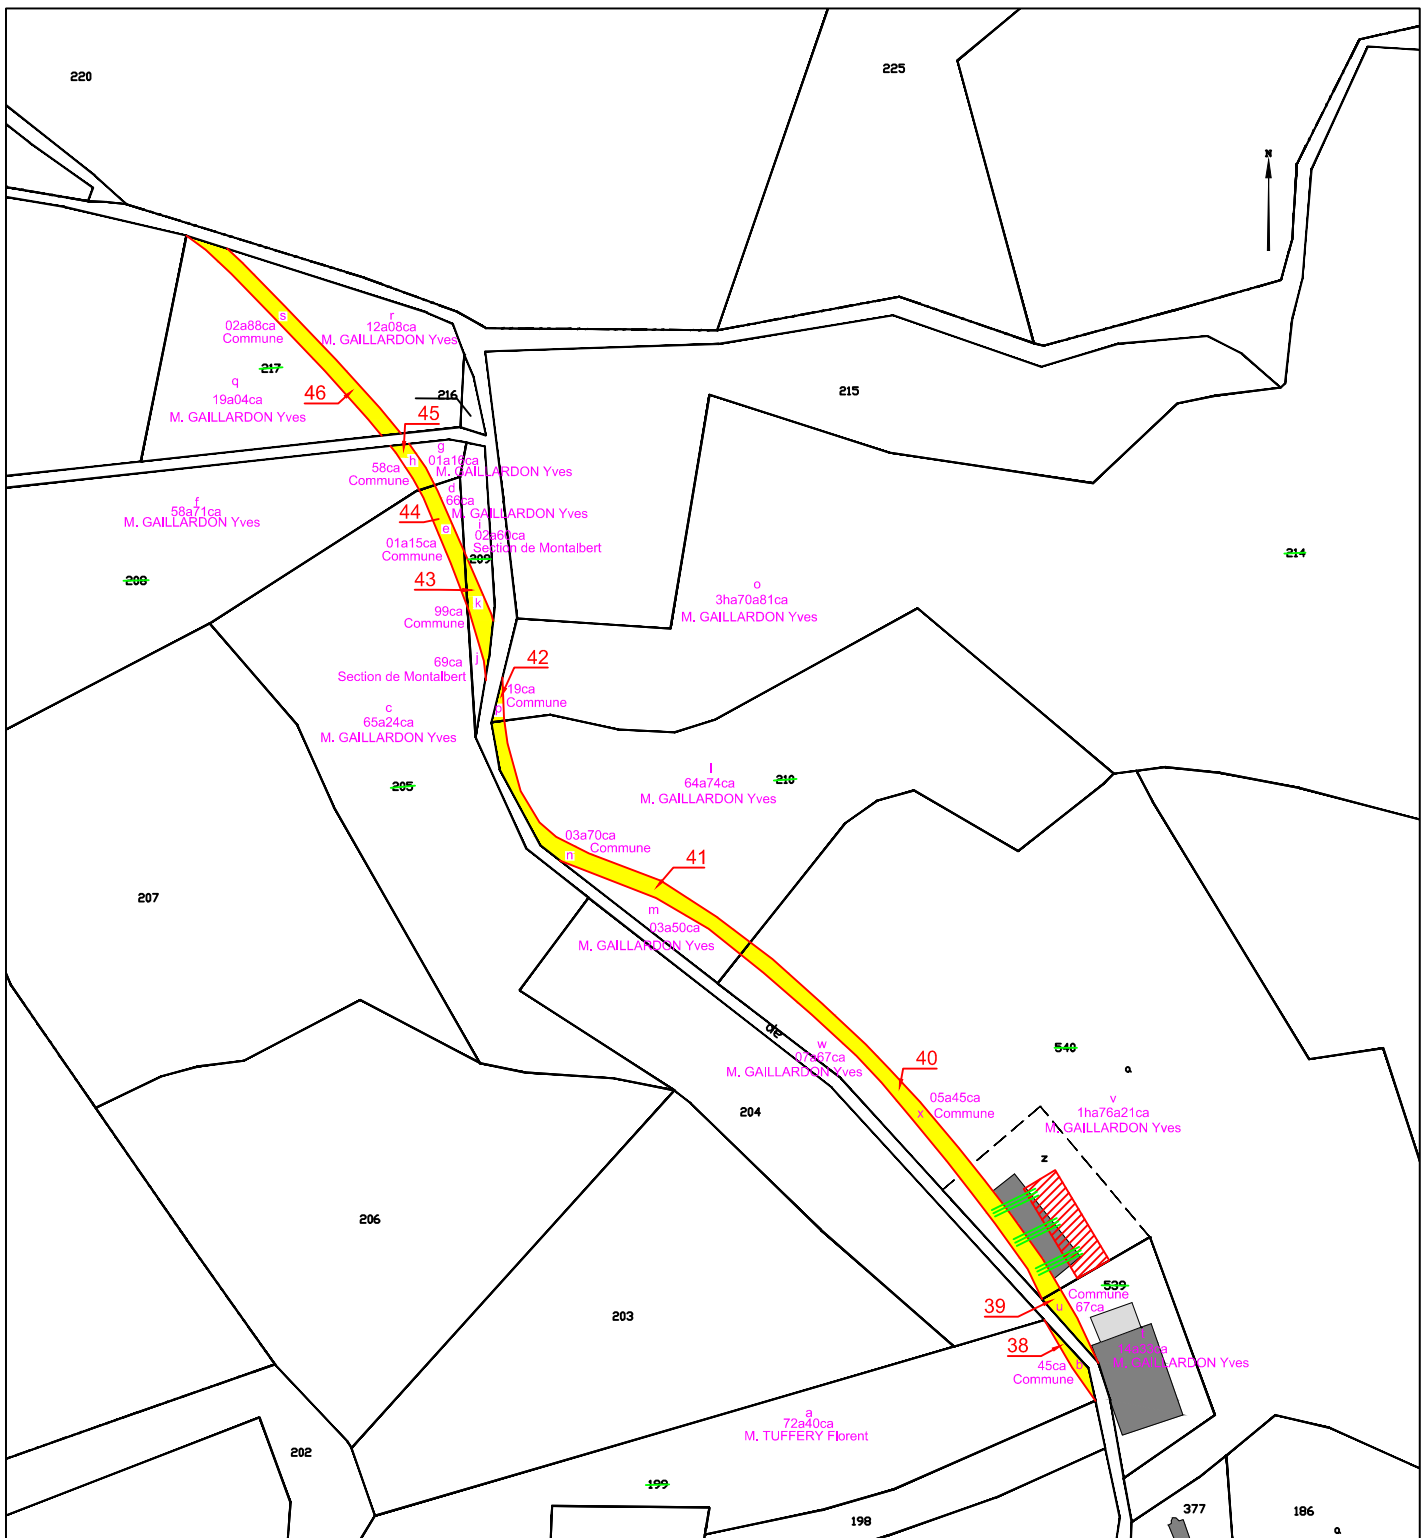 220
225
N
s
02a88ca
Commune
r
12a08ca
M. GAILLARDON Yves
217
q
19a04ca
M. GAILLARDON Yves
46
216
215
45
g
01a16ca
M. GAILLARDON Yves
h
58ca
Commune
d
66ca
M. GAILLARDON Yves
f
58a71ca
M. GAILLARDON Yves
44
e
01a15ca
Commune
i
02a60ca
Section de Montalbert
209
208
214
43
k
99ca
Commune
o
3ha70a81ca
M. GAILLARDON Yves
j
69ca
Section de Montalbert
42
19ca
Commune
p
c
65a24ca
M. GAILLARDON Yves
205
l
64a74ca
M. GAILLARDON Yves
210
03a70ca
Commune
n
41
207
m
03a50ca
M. GAILLARDON Yves
de
w
07a67ca
M. GAILLARDON Yves
40
540
a
05a45ca
x Commune
v
1ha76a21ca
M. GAILLARDON Yves
204
z
206
539
Commune
67ca
u
39
203
38
b
45ca
Commune
t
14a33ca
M. GAILLARDON Yves
a
72a40ca
M. TUFFERY Florent
202
199
198
377
186
a